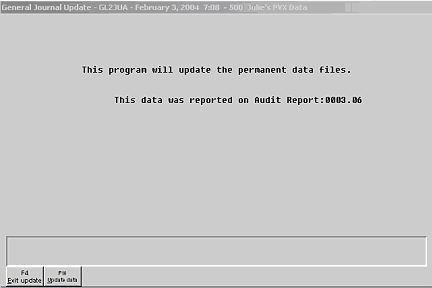 General Journal Update - GL2JUA - February 3, 2004 7:08 - 500 Julie's PVX Data
This program will update the permanent data files.
This data was reported on Audit Report:0003.06
F4
Exit update
Update data